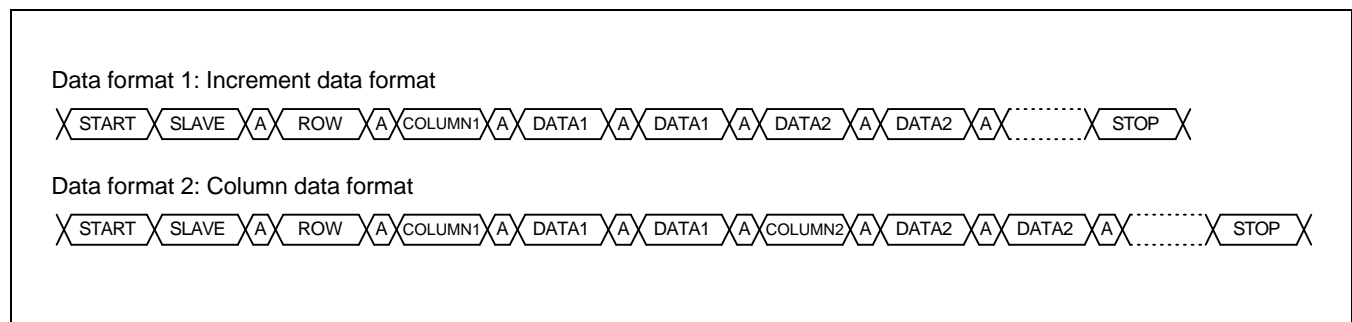 Data format 1: Increment data format
START SLAVE A ROW A COLUMN1 A DATA1 A DATA1 A DATA2 A DATA2 A STOP
Data format 2: Column data format
START SLAVE A ROW A COLUMN1 A DATA1 A DATA1 A COLUMN2 A DATA2 A DATA2 A STOP